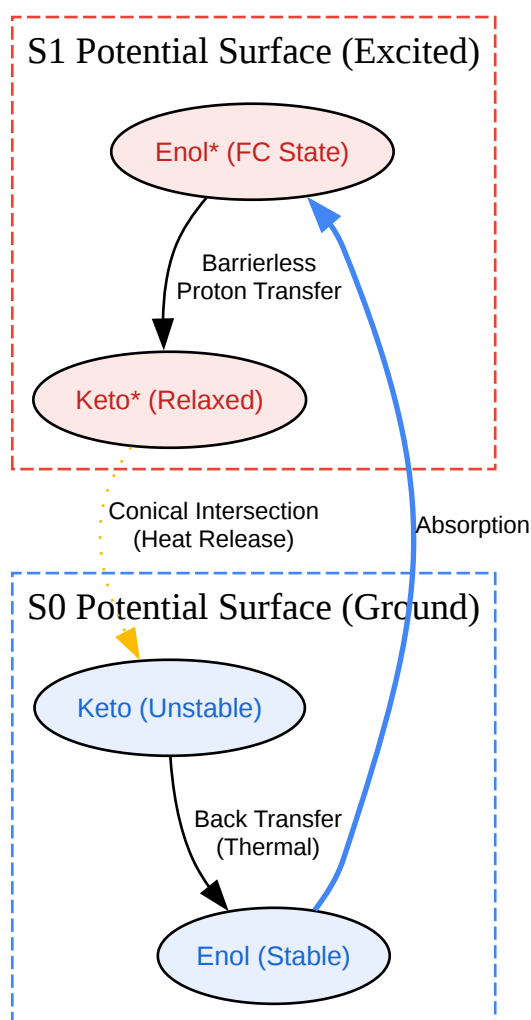 S1 Potential Surface (Excited)
Enol* (FC State)
Barrierless
Proton Transfer
Keto* (Relaxed)
Conical Intersection
(Heat Release)
Absorption
S0 Potential Surface (Ground)
Keto (Unstable)
Back Transfer
(Thermal)
Enol (Stable)